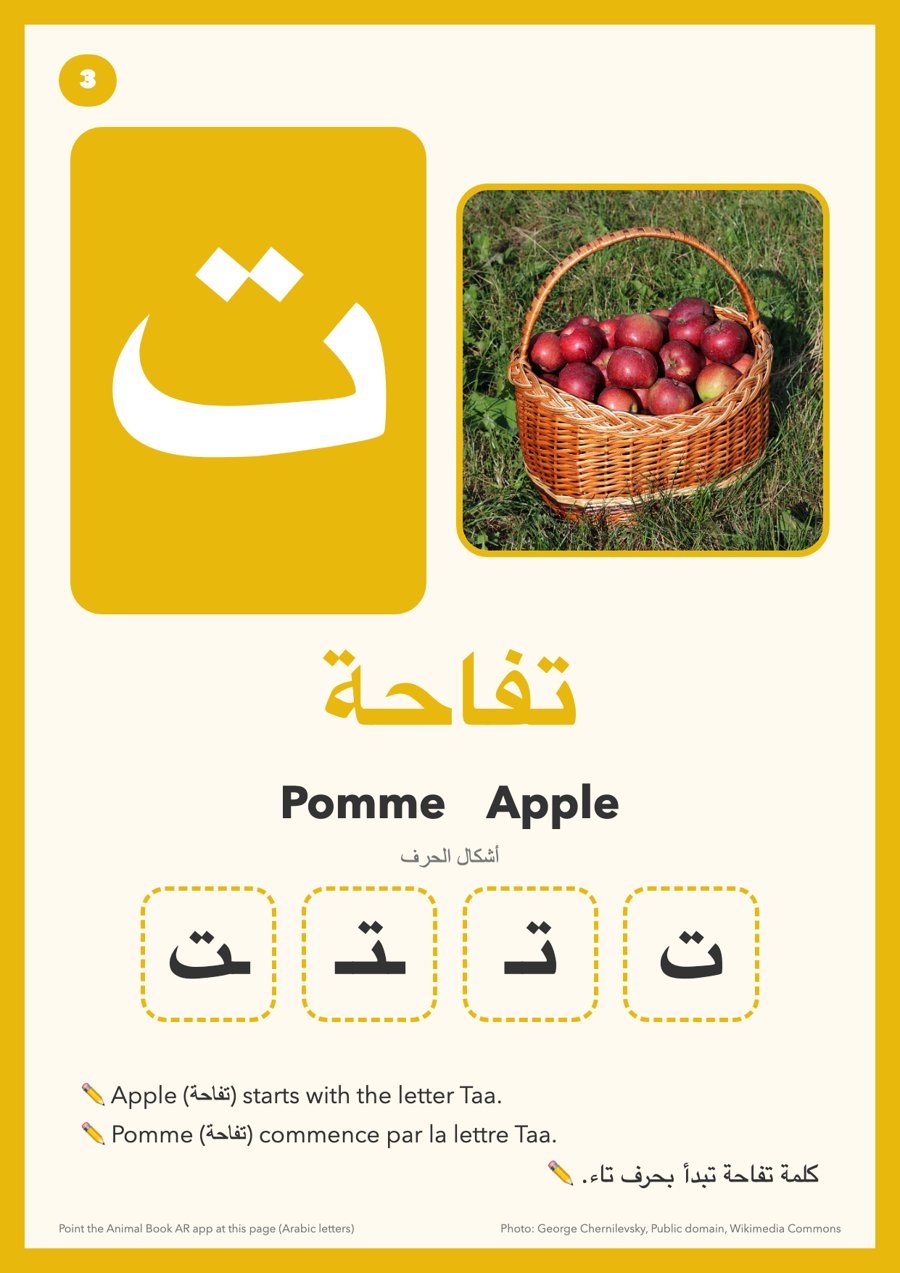 3
ت
تفاحة
Pomme Apple
أشكال الحرف
ت تـ ـتـ ـت
✏️ Apple (تفاحة) starts with the letter Taa.
✏️ Pomme (تفاحة) commence par la lettre Taa.
كلمة تفاحة تبدأ بحرف تاء. ✏️
Point the Animal Book AR app at this page (Arabic letters)
Photo: George Chernilevsky, Public domain, Wikimedia Commons